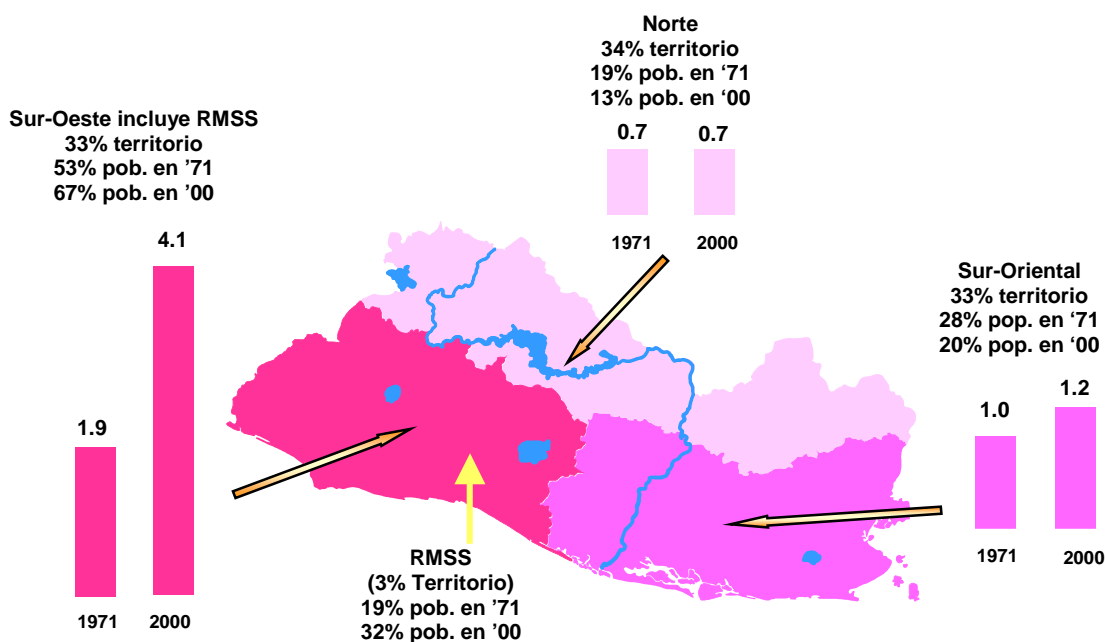 Norte
34% territorio
19% pob. en ‘71
13% pob. en ‘00
0.7 0.7
1971 2000
Sur-Oeste incluye RMSS
33% territorio
53% pob. en ’71
67% pob. en ’00
4.1
1.9
1971 2000
Sur-Oriental
33% territorio
28% pop. en ‘71
20% pop. en ‘00
1.2
1.0
1971 2000
RMSS
(3% Territorio)
19% pob. en ’71
32% pob. en ’00